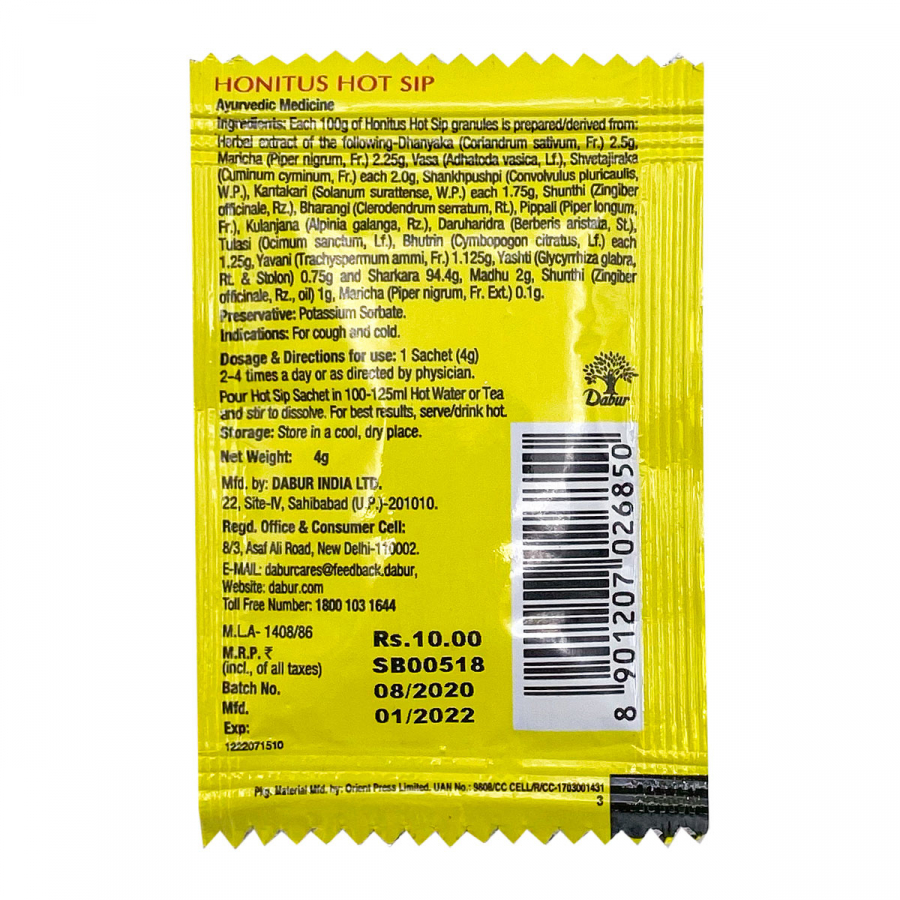 HONITUS HOT SIP
Ayurvedic Medicine
Ingredients: Each 100g of Honitus Hot Sip granules is prepared/derived from:
Herbal extract of the following-Dhanyaka (Coriandrum sativum, Fr.) 2.5g,
Maricha (Piper nigrum, Fr.) 2.25g, Vasa (Adhatoda vasica, Lf.), Shvetajiraka
(Cuminum cyminum, Fr.) each 2.0g, Shankhpushpi (Convolvulus pluricaulis,
W.P.), Kantakari (Solanum surattense, W.P.) each 1.75g, Shunthi (Zingiber
officinale, Rz.), Bharangi (Clerodendrum serratum, Rt.), Pippali (Piper longum,
Fr.), Kulanjana (Alpinia galanga, Rz.), Daruharidra (Berberis aristata, St.),
Tulasi (Ocimum sanctum, Lf.), Bhutrin (Cymbopogon citratus, Lf.) each
1.25g, Yavani (Trachyspermum ammi, Fr.) 1.125g, Yashti (Glycyrrhiza glabra,
Rt. & Stolon) 0.75g and Sharkara 94.4g, Madhu 2g, Shunthi (Zingiber
officinale, Rz., oil) 1g, Maricha (Piper nigrum, Fr. Ext.) 0.1g.
Preservative: Potassium Sorbate.
Indications: For cough and cold.
Dosage & Directions for use: 1 Sachet (4g)
2-4 times a day or as directed by physician.
Pour Hot Sip Sachet in 100-125ml Hot Water or Tea
and stir to dissolve. For best results, serve/drink hot.
Storage: Store in a cool, dry place.
Net Weight: 4g
Dabur
Mfd. by: DABUR INDIA LTD.
22, Site-IV, Sahibabad (U.P.)-201010.
Regd. Office & Consumer Cell:
8/3, Asaf Ali Road, New Delhi-110002.
E-MAIL: daburcares@feedback.dabur,
Website: dabur.com
Toll Free Number: 1800 103 1644
M.L.A- 1408/86
M.R.P. ₹ Rs.10.00
(incl., of all taxes) SB00518
Batch No. 08/2020
Mfd. 01/2022
Exp:
1222071510
8 901207 026850
Pkg. Material Mfd. by: Orient Press Limited. UAN No.: 9808/CC CELL/R/CC-1703001431
3